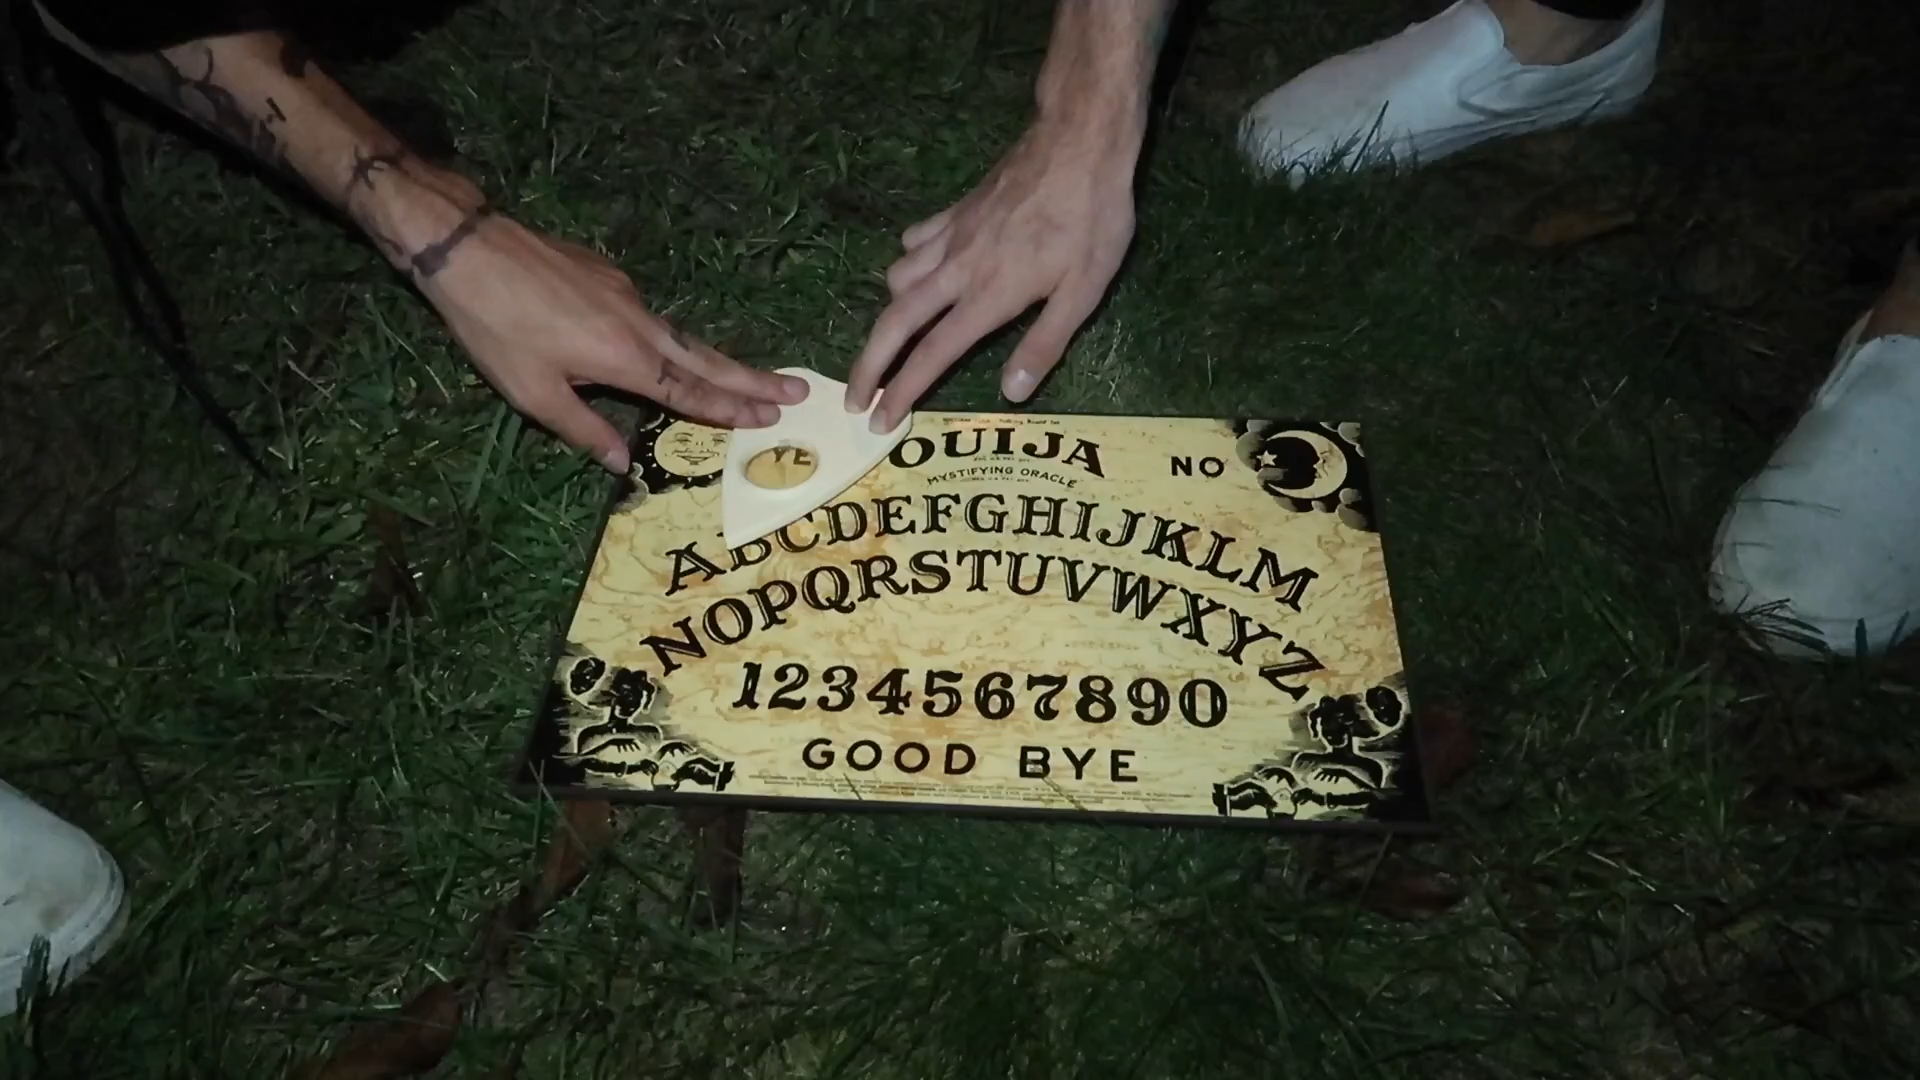 YE
OUIJA
NO
MYSTIFYING ORACLE
ABCDEFGHIJKLM
NOPQRSTUVWXYZ
1234567890
GOOD BYE